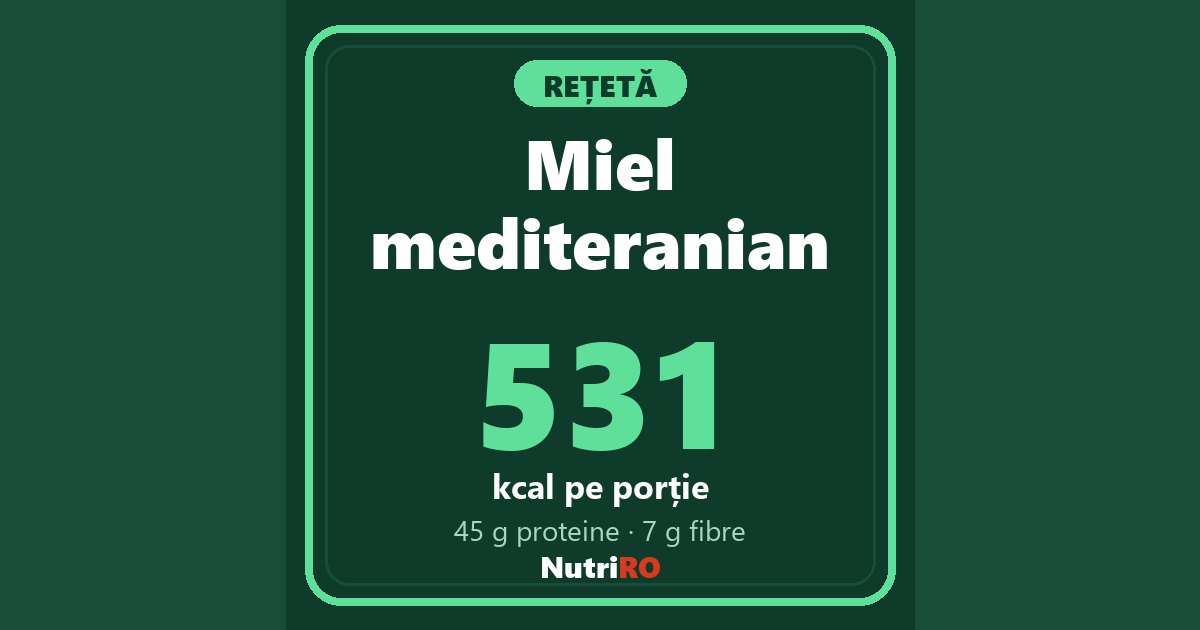 REȚETĂ
Miel
mediteranian
531
kcal pe porție
45 g proteine · 7 g fibre
NutriRO